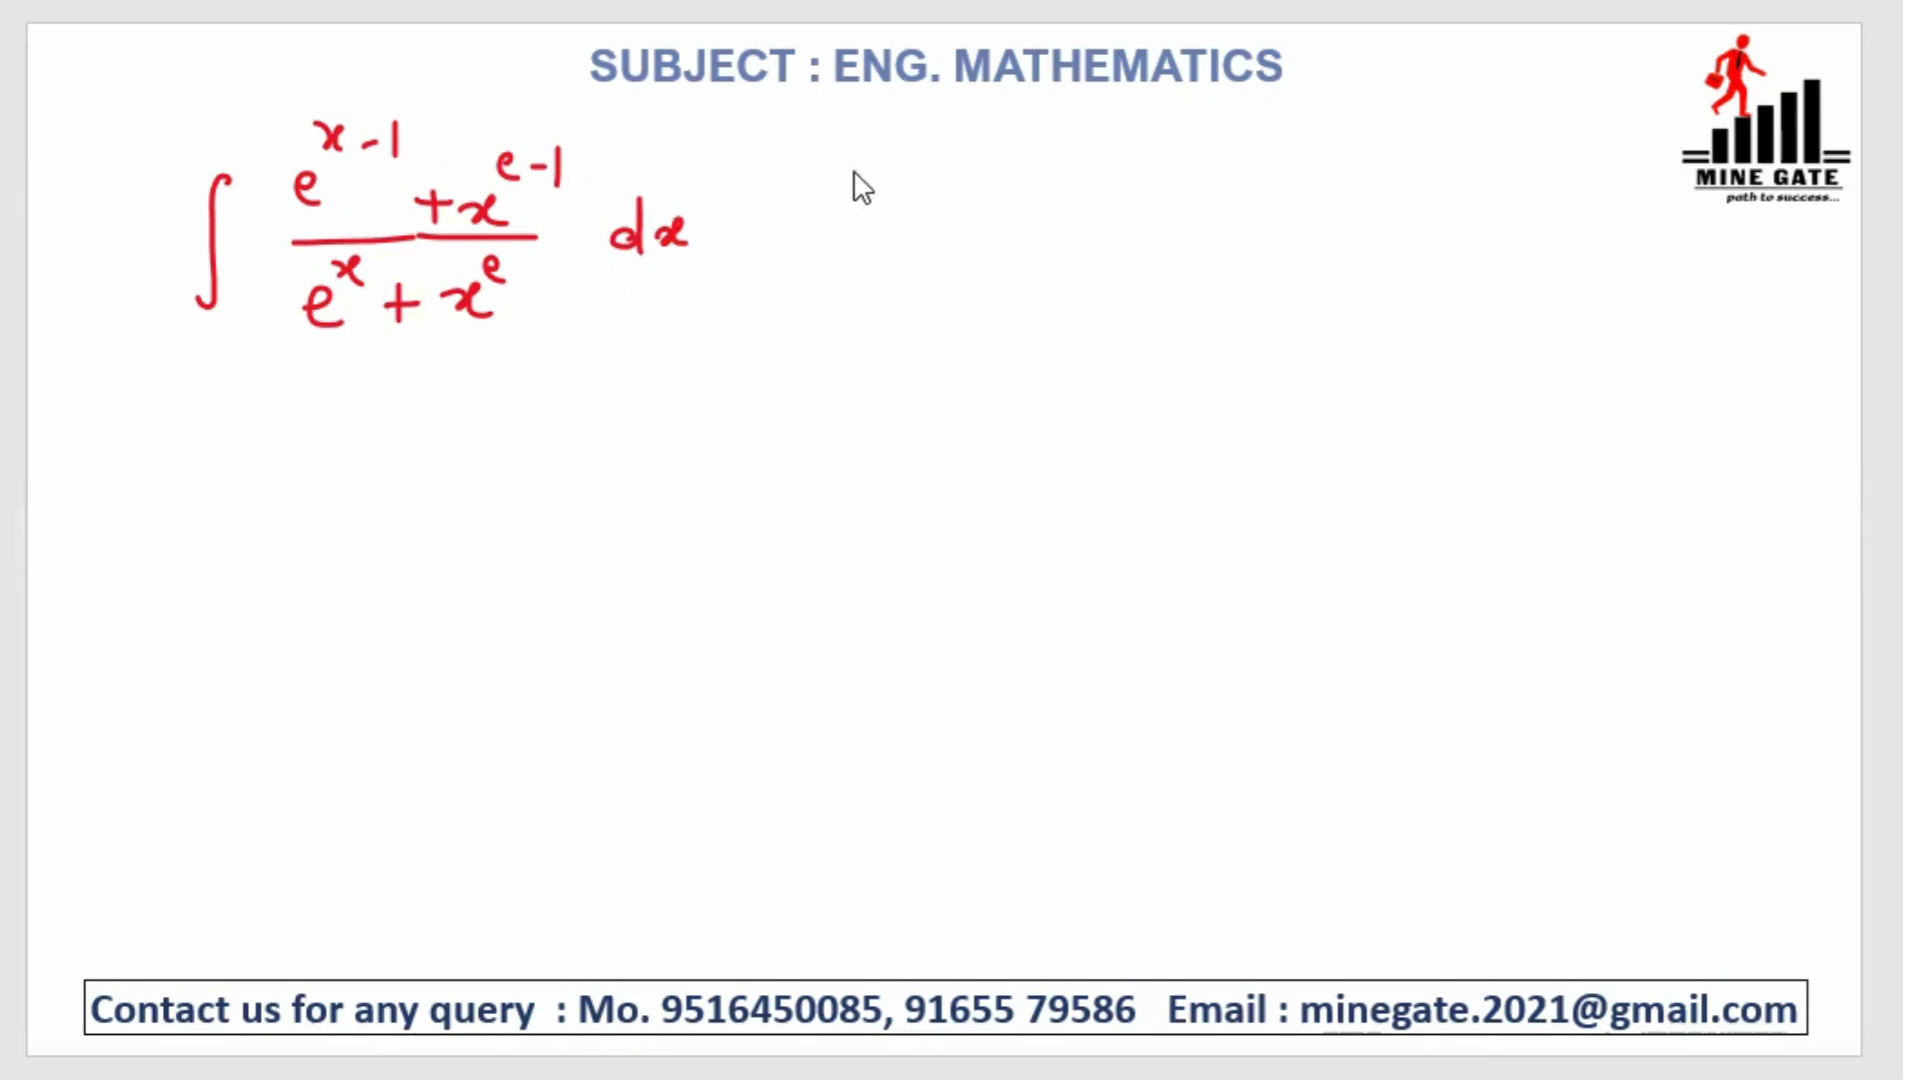 SUBJECT : ENG. MATHEMATICS
∫ (e^(x-1) + x^(e-1)) / (e^x + x^e) dx
MINE GATE
path to success...
Contact us for any query : Mo. 9516450085, 91655 79586 Email : minegate.2021@gmail.com